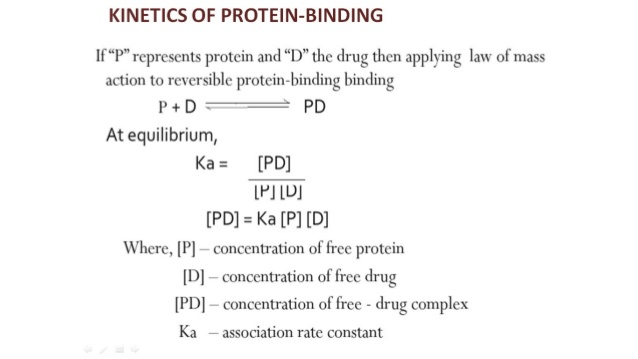 KINETICS OF PROTEIN-BINDING
If “P” represents protein and “D” the drug then applying law of mass
action to reversible protein-binding binding
P + D ⇌ PD
At equilibrium,
Ka = [PD]
[P] [D]
[PD] = Ka [P] [D]
Where, [P] – concentration of free protein
[D] – concentration of free drug
[PD] – concentration of free - drug complex
Ka – association rate constant